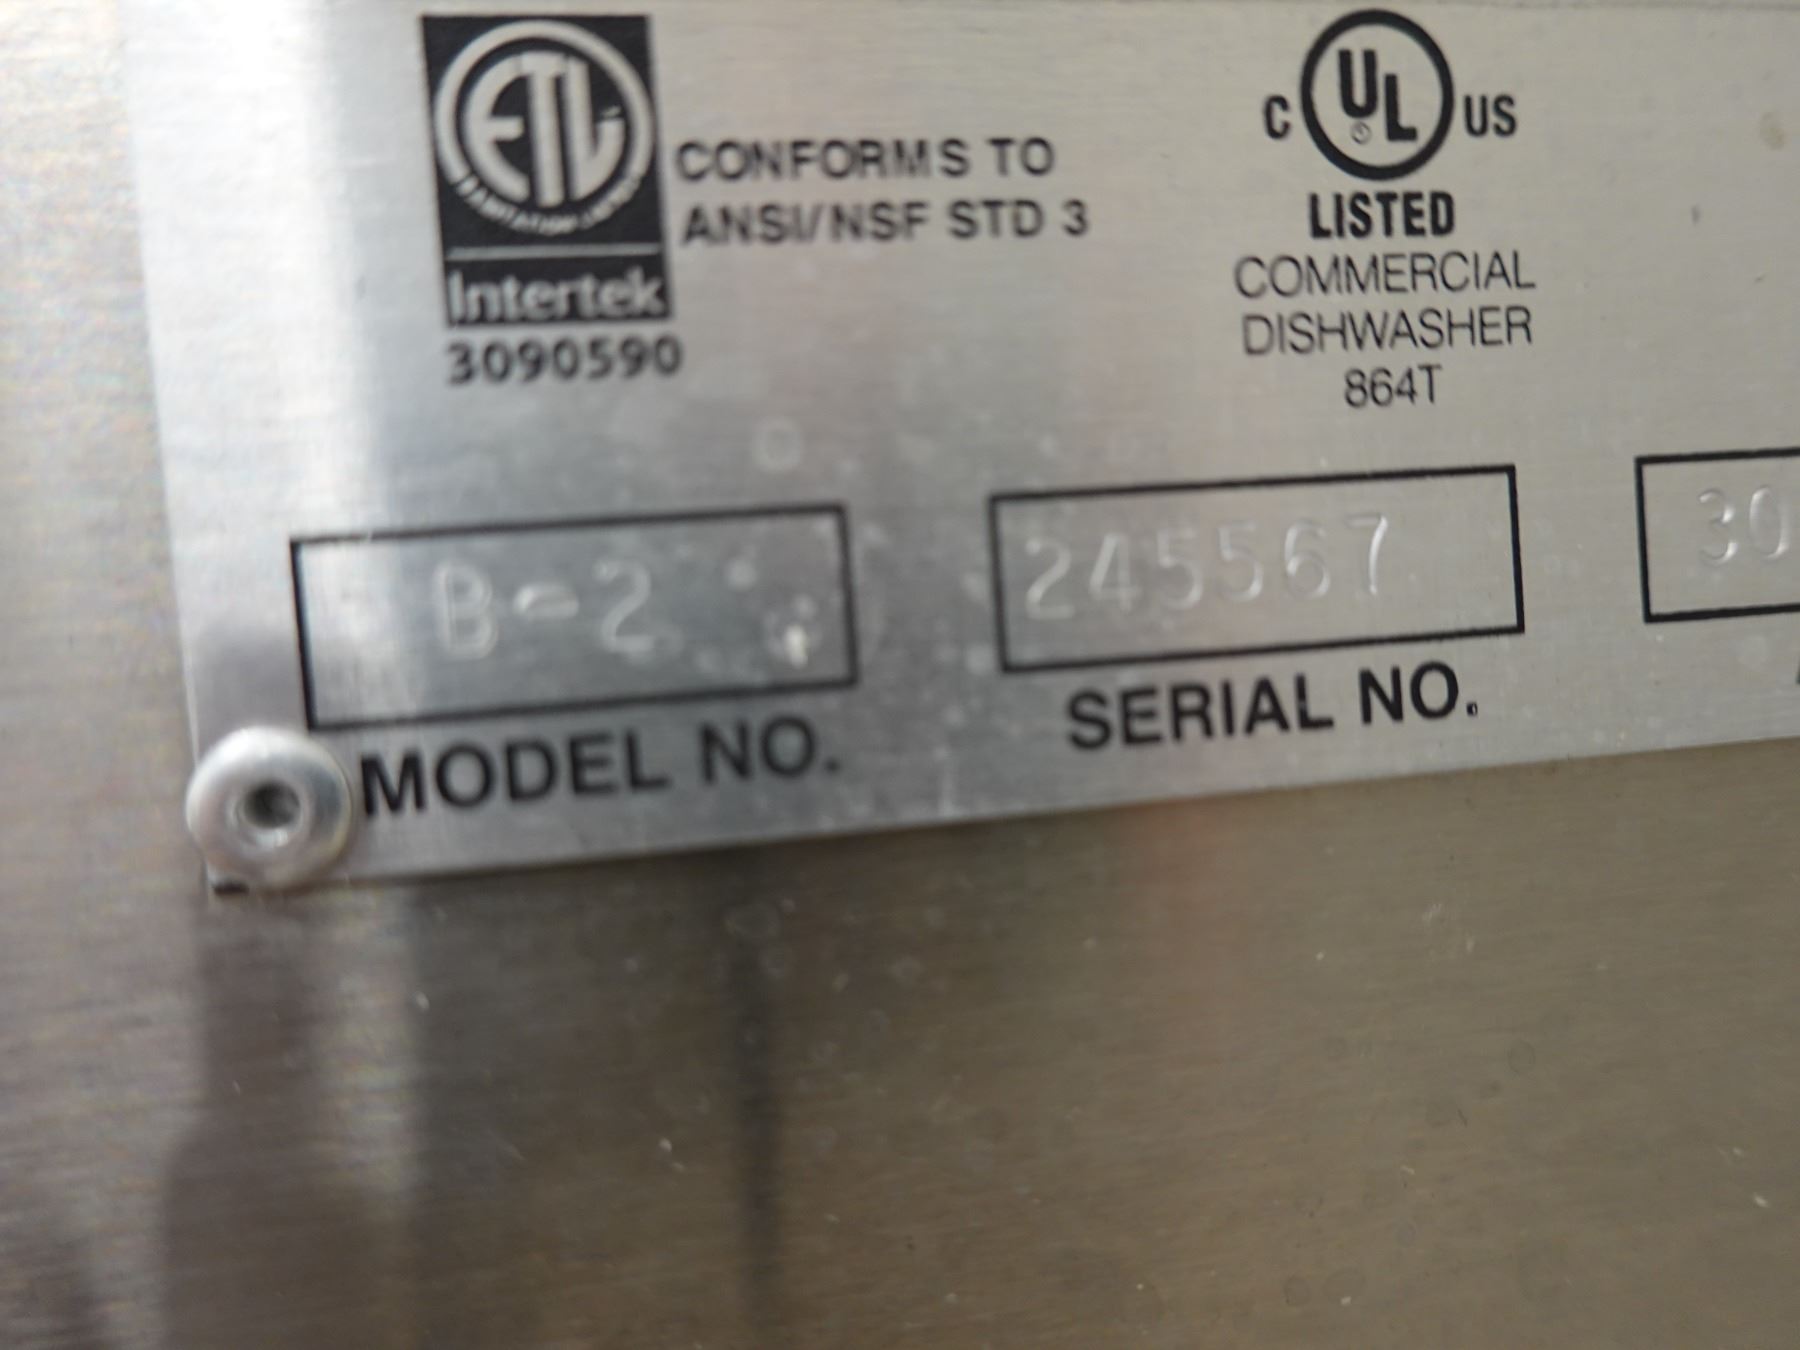 ETL
CONFORMS TO
ANSI/NSF STD 3
Intertek
3090590
C UL US
LISTED
COMMERCIAL
DISHWASHER
864T
B-2
MODEL NO.
245567
SERIAL NO.
30